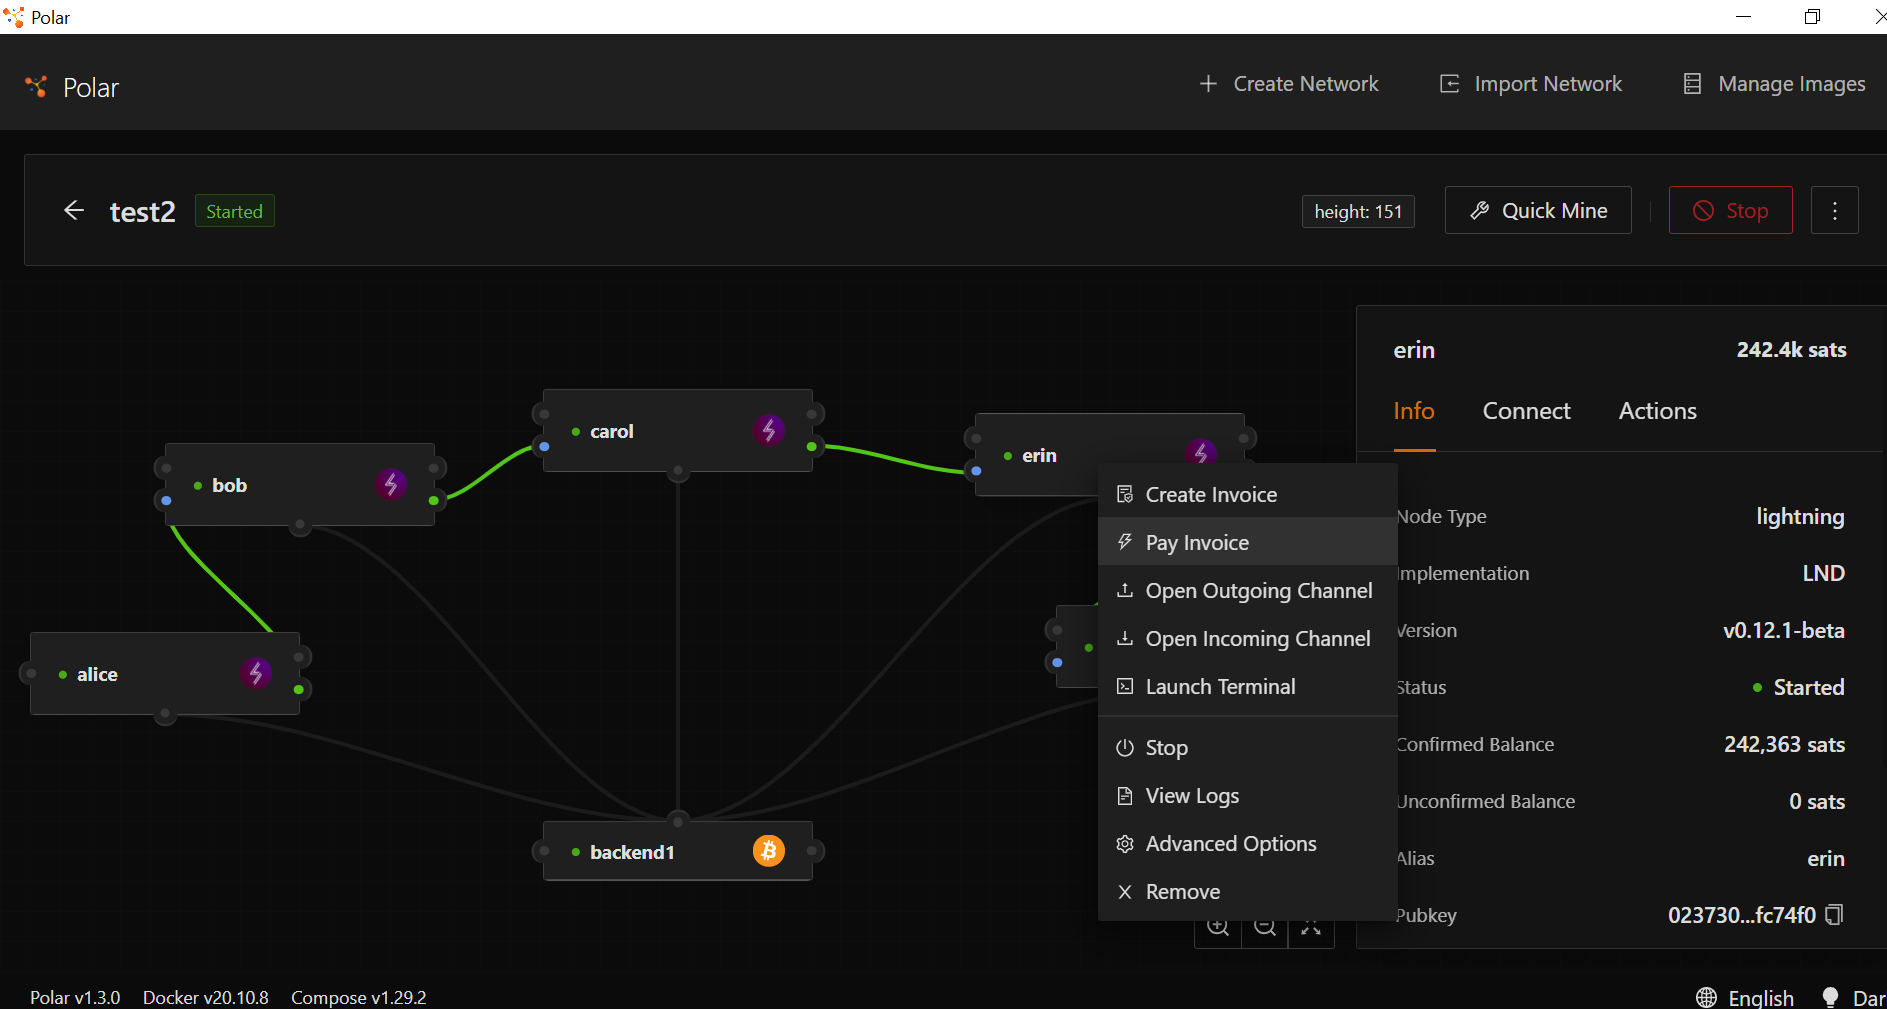 Polar
Polar
Create Network
Import Network
Manage Images
test2
Started
height: 151
Quick Mine
Stop
erin
242.4k sats
Info
Connect
Actions
carol
erin
bob
alice
backend1
Create Invoice
Pay Invoice
Open Outgoing Channel
Open Incoming Channel
Launch Terminal
Stop
View Logs
Advanced Options
Remove
Node Type
lightning
Implementation
LND
Version
v0.12.1-beta
Status
Started
Confirmed Balance
242,363 sats
Unconfirmed Balance
0 sats
Alias
erin
Pubkey
023730...fc74f0
Polar v1.3.0
Docker v20.10.8
Compose v1.29.2
English
Dar